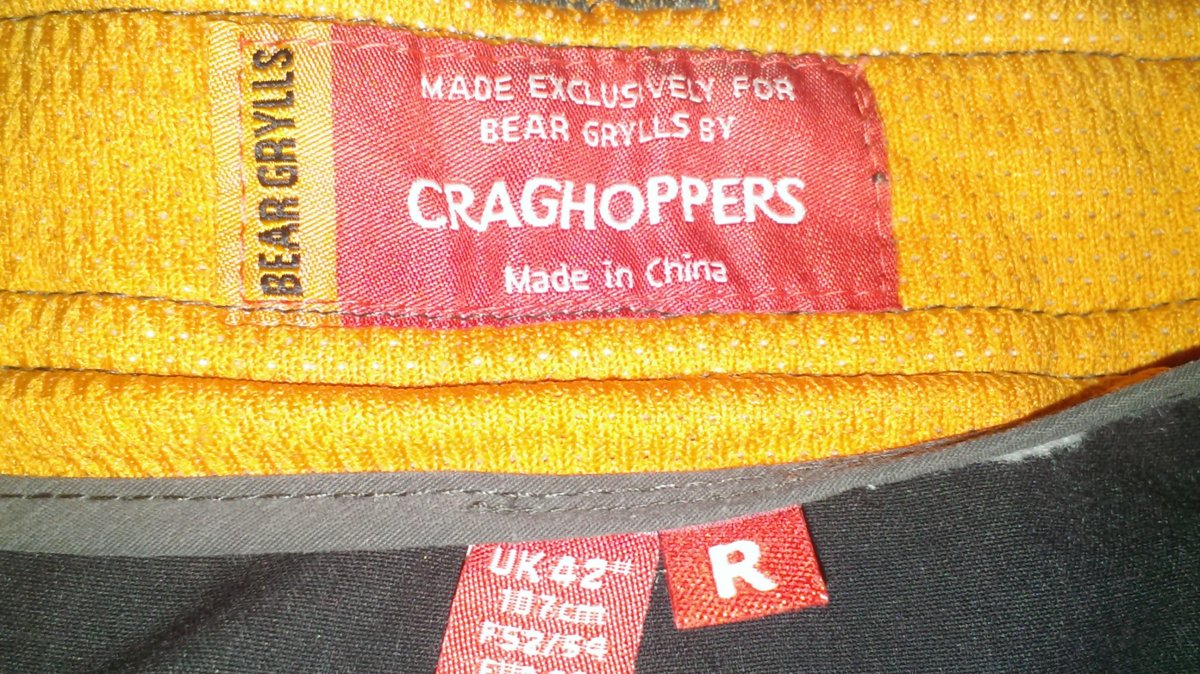 BEAR GRYLLS
MADE EXCLUSIVELY FOR
BEAR GRYLLS BY
CRAGHOPPERS
Made in China
UK 42"
107cm
F52/54
R